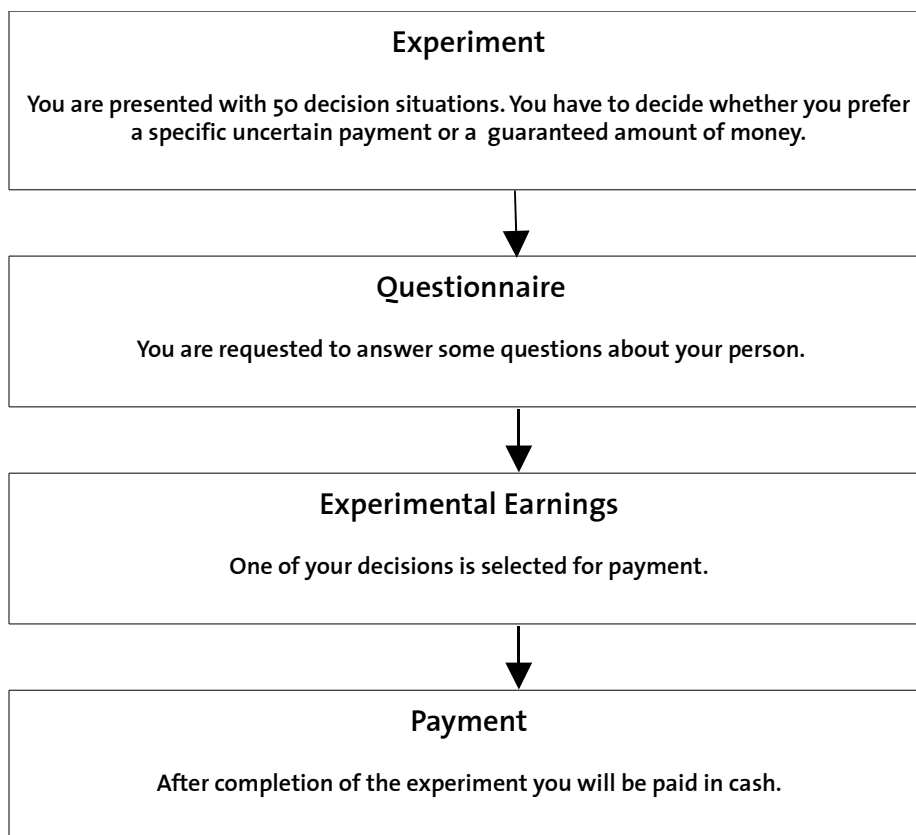 Experiment
You are presented with 50 decision situations. You have to decide whether you prefer
a specific uncertain payment or a guaranteed amount of money.
Questionnaire
You are requested to answer some questions about your person.
Experimental Earnings
One of your decisions is selected for payment.
Payment
After completion of the experiment you will be paid in cash.